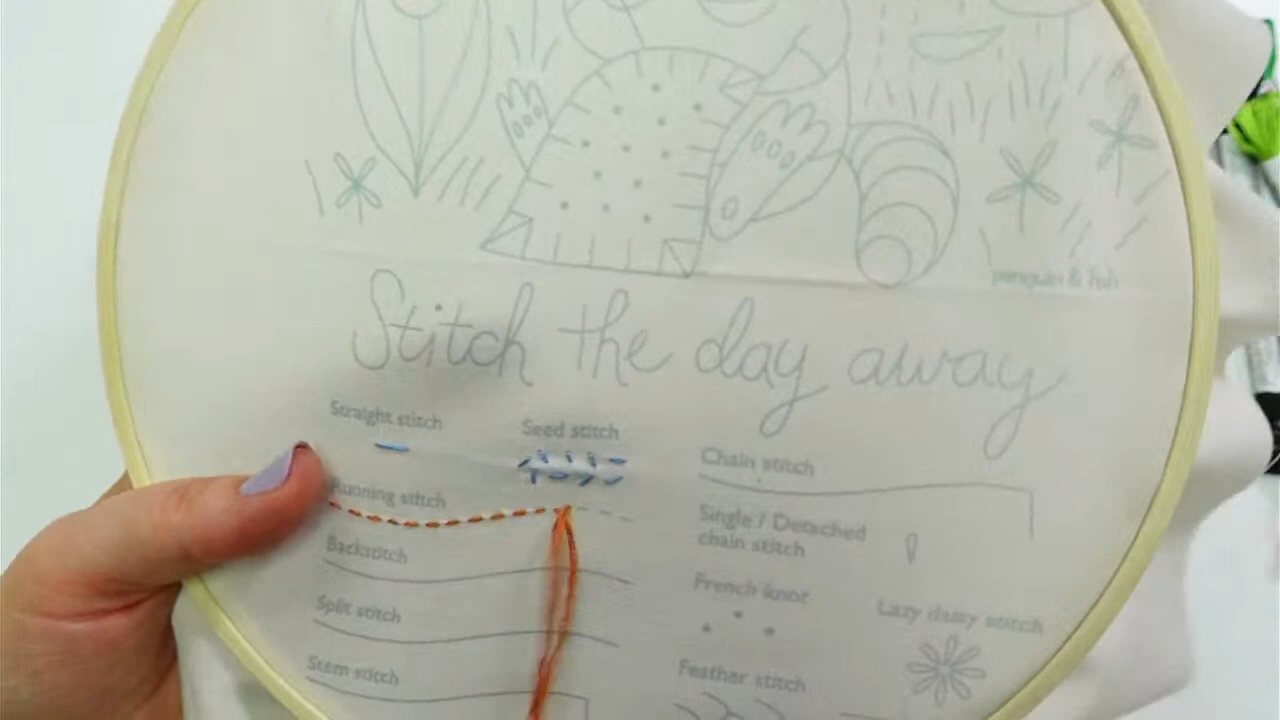 penguin & fish
Stitch the day away
Straight stitch
Seed stitch
Running stitch
Backstitch
Split stitch
Stem stitch
Chain stitch
Single / Detached
chain stitch
French knot
Lazy daisy stitch
Feather stitch